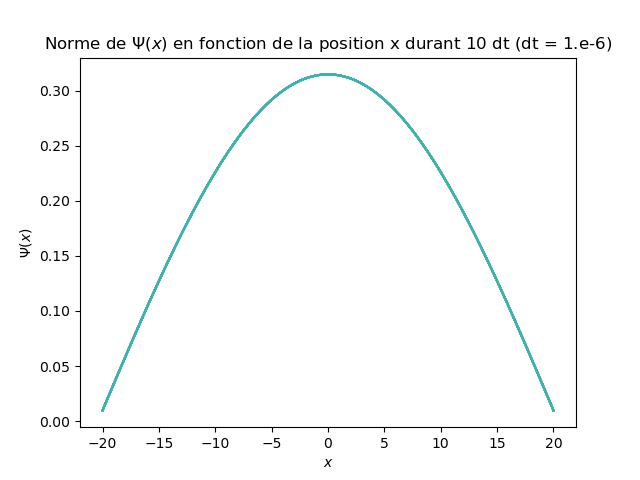 Norme de Ψ(x) en fonction de la position x durant 10 dt (dt = 1.e-6)
0.30
0.25
0.20
0.15
0.10
0.05
0.00
Ψ(x)
−20 −15 −10 −5 0 5 10 15 20
x